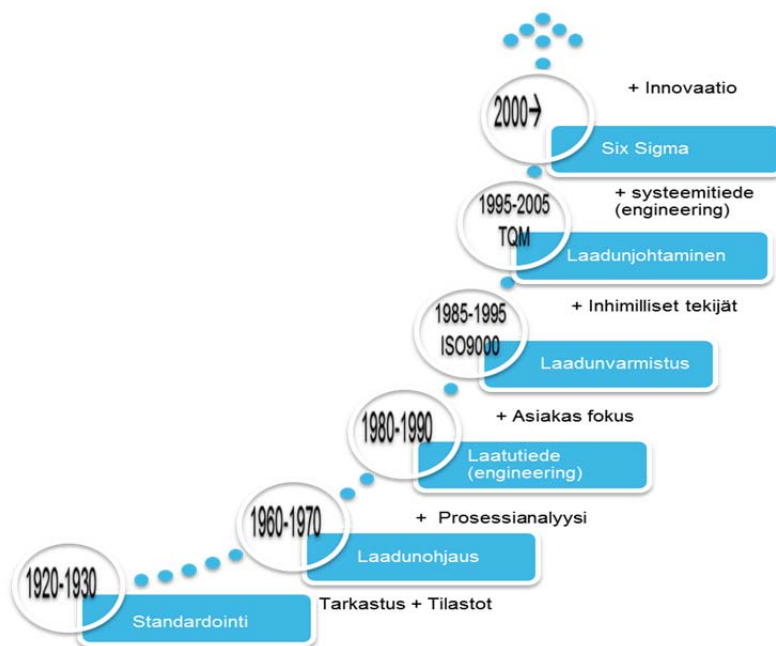 + Innovaatio
2000→
Six Sigma
+ systeemitiede
(engineering)
1995-2005
TQM
Laadunjohtaminen
+ Inhimilliset tekijät
1985-1995
ISO9000
Laadunvarmistus
+ Asiakas fokus
1980-1990
Laatutiede
(engineering)
+ Prosessianalyysi
1960-1970
Laadunohjaus
Tarkastus + Tilastot
1920-1930
Standardointi